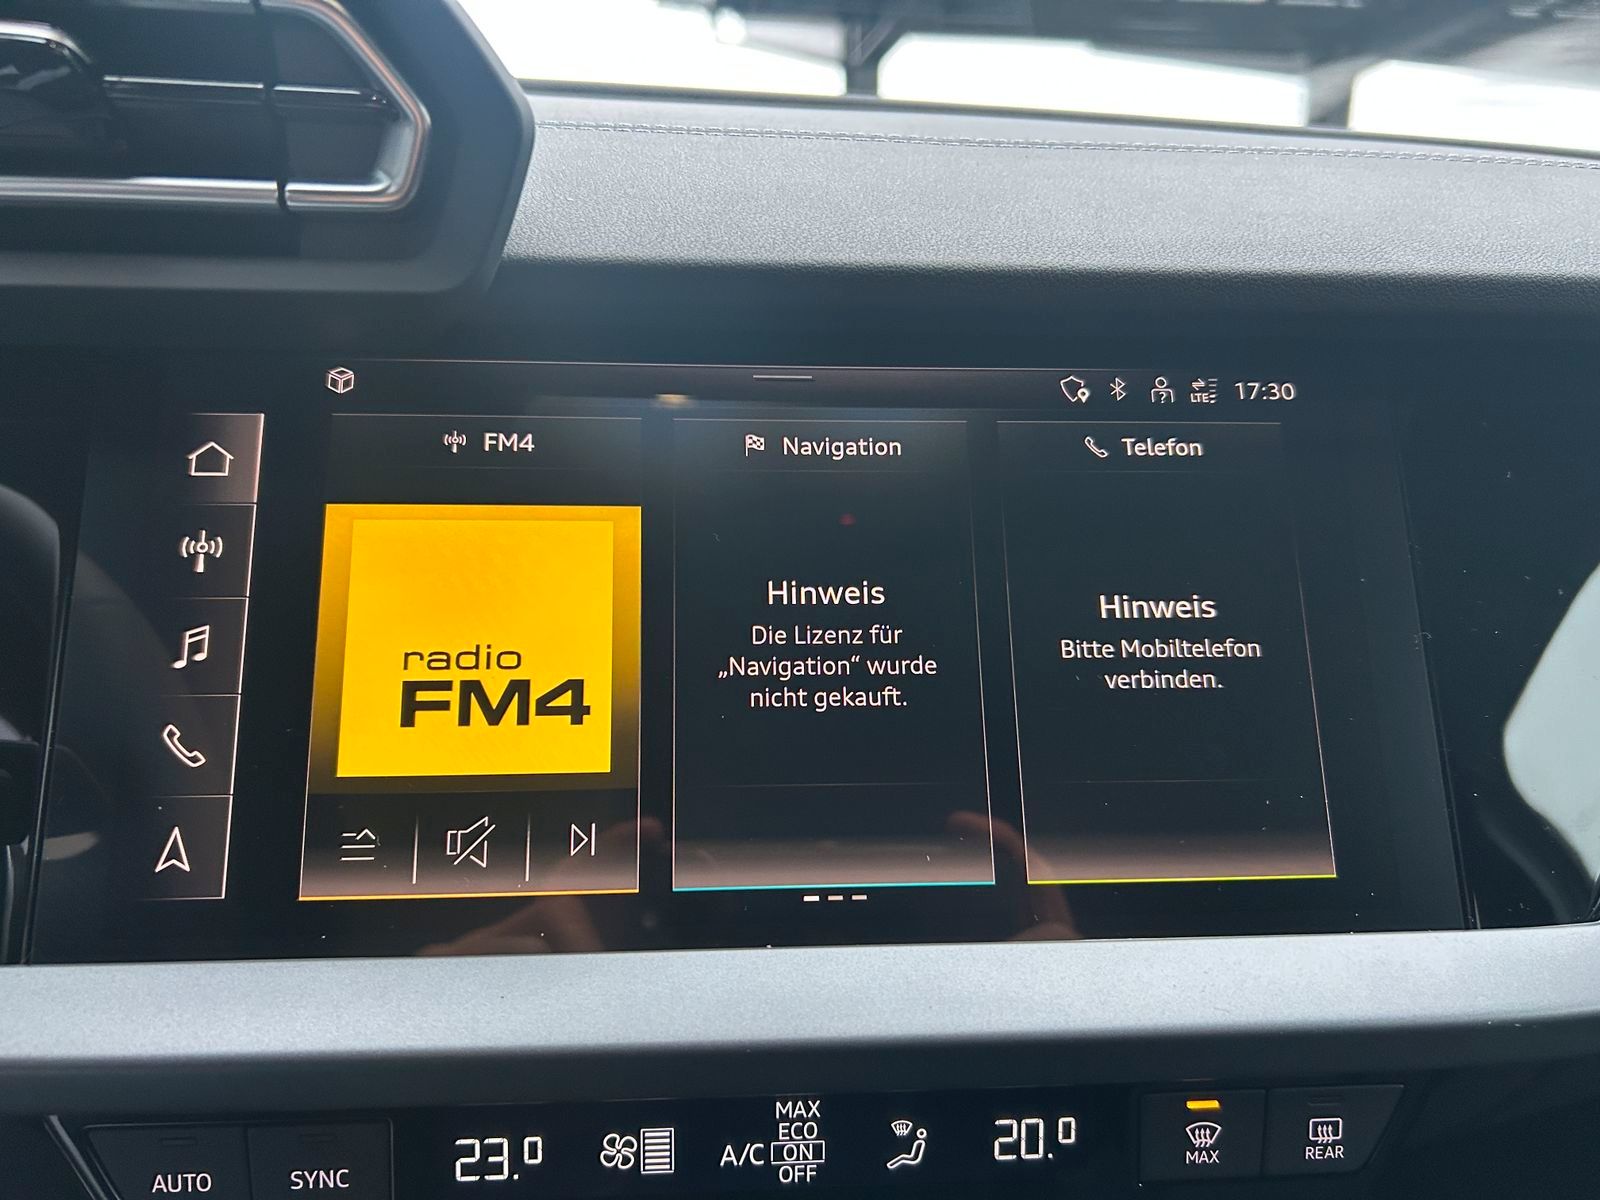 LTE 17:30
FM4
Navigation
Telefon
radio
FM4
Hinweis
Die Lizenz für
„Navigation“ wurde
nicht gekauft.
Hinweis
Bitte Mobiltelefon
verbinden.
AUTO
SYNC
23.0
MAX
ECO
A/C ON
OFF
20.0
MAX
REAR